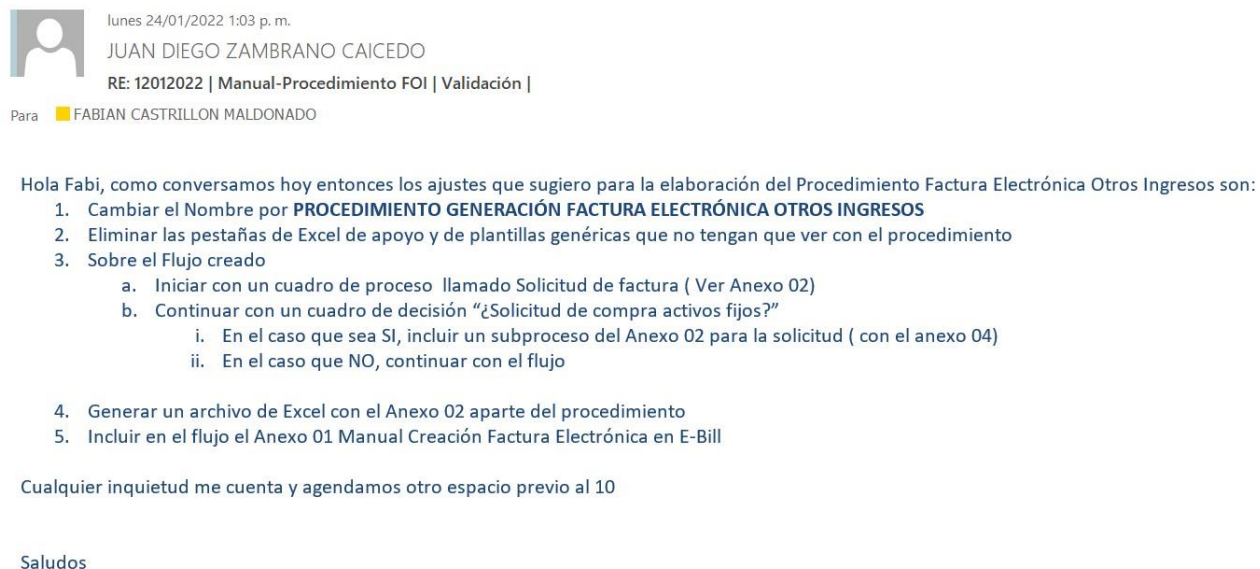 lunes 24/01/2022 1:03 p. m.
JUAN DIEGO ZAMBRANO CAICEDO
RE: 12012022 | Manual-Procedimiento FOI | Validación |
Para FABIAN CASTRILLON MALDONADO
Hola Fabi, como conversamos hoy entonces los ajustes que sugiero para la elaboración del Procedimiento Factura Electrónica Otros Ingresos son:
1. Cambiar el Nombre por PROCEDIMIENTO GENERACIÓN FACTURA ELECTRÓNICA OTROS INGRESOS
2. Eliminar las pestañas de Excel de apoyo y de plantillas genéricas que no tengan que ver con el procedimiento
3. Sobre el Flujo creado
a. Iniciar con un cuadro de proceso llamado Solicitud de factura ( Ver Anexo 02)
b. Continuar con un cuadro de decisión “¿Solicitud de compra activos fijos?”
i. En el caso que sea SI, incluir un subproceso del Anexo 02 para la solicitud ( con el anexo 04)
ii. En el caso que NO, continuar con el flujo
4. Generar un archivo de Excel con el Anexo 02 aparte del procedimiento
5. Incluir en el flujo el Anexo 01 Manual Creación Factura Electrónica en E-Bill
Cualquier inquietud me cuenta y agendamos otro espacio previo al 10
Saludos